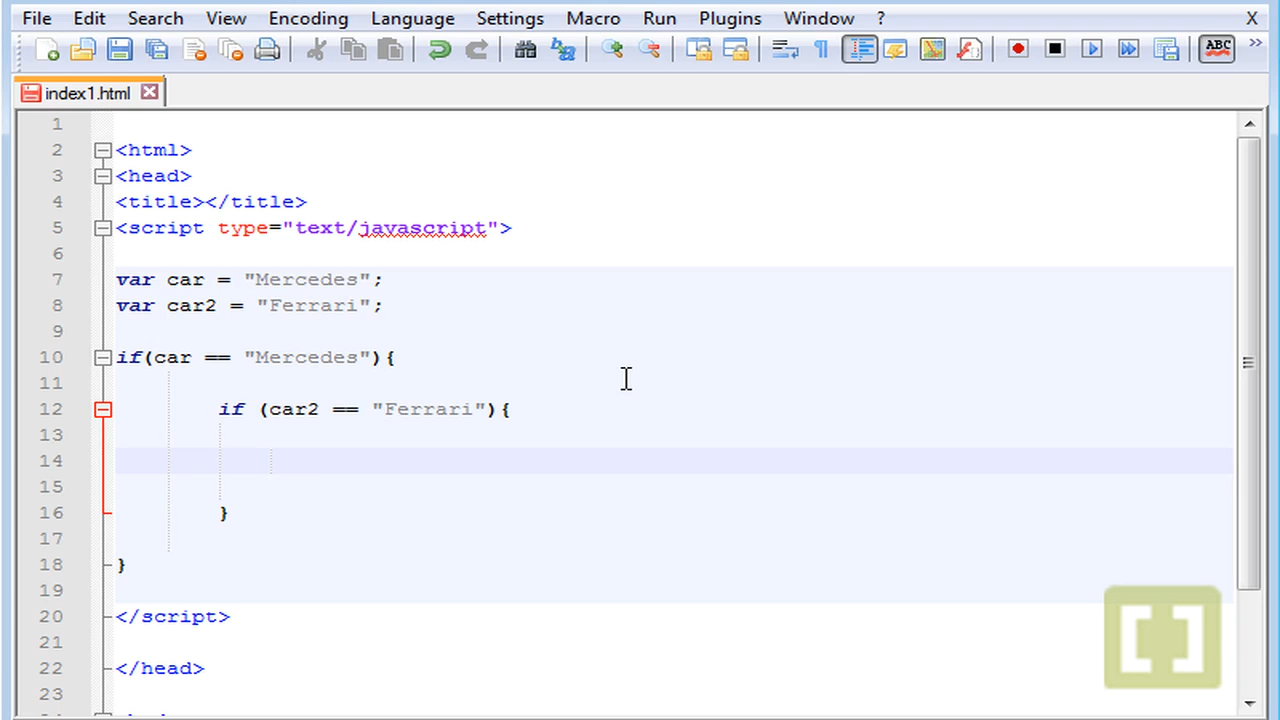 File Edit Search View Encoding Language Settings Macro Run Plugins Window ? X
ABC »
index1.html
1
2 <html>
3 <head>
4 <title></title>
5 <script type="text/javascript">
6
7 var car = "Mercedes";
8 var car2 = "Ferrari";
9
10 if(car == "Mercedes"){
11
12 if (car2 == "Ferrari"){
13
14
15
16 }
17
18 }
19
20 </script>
21
22 </head>
23